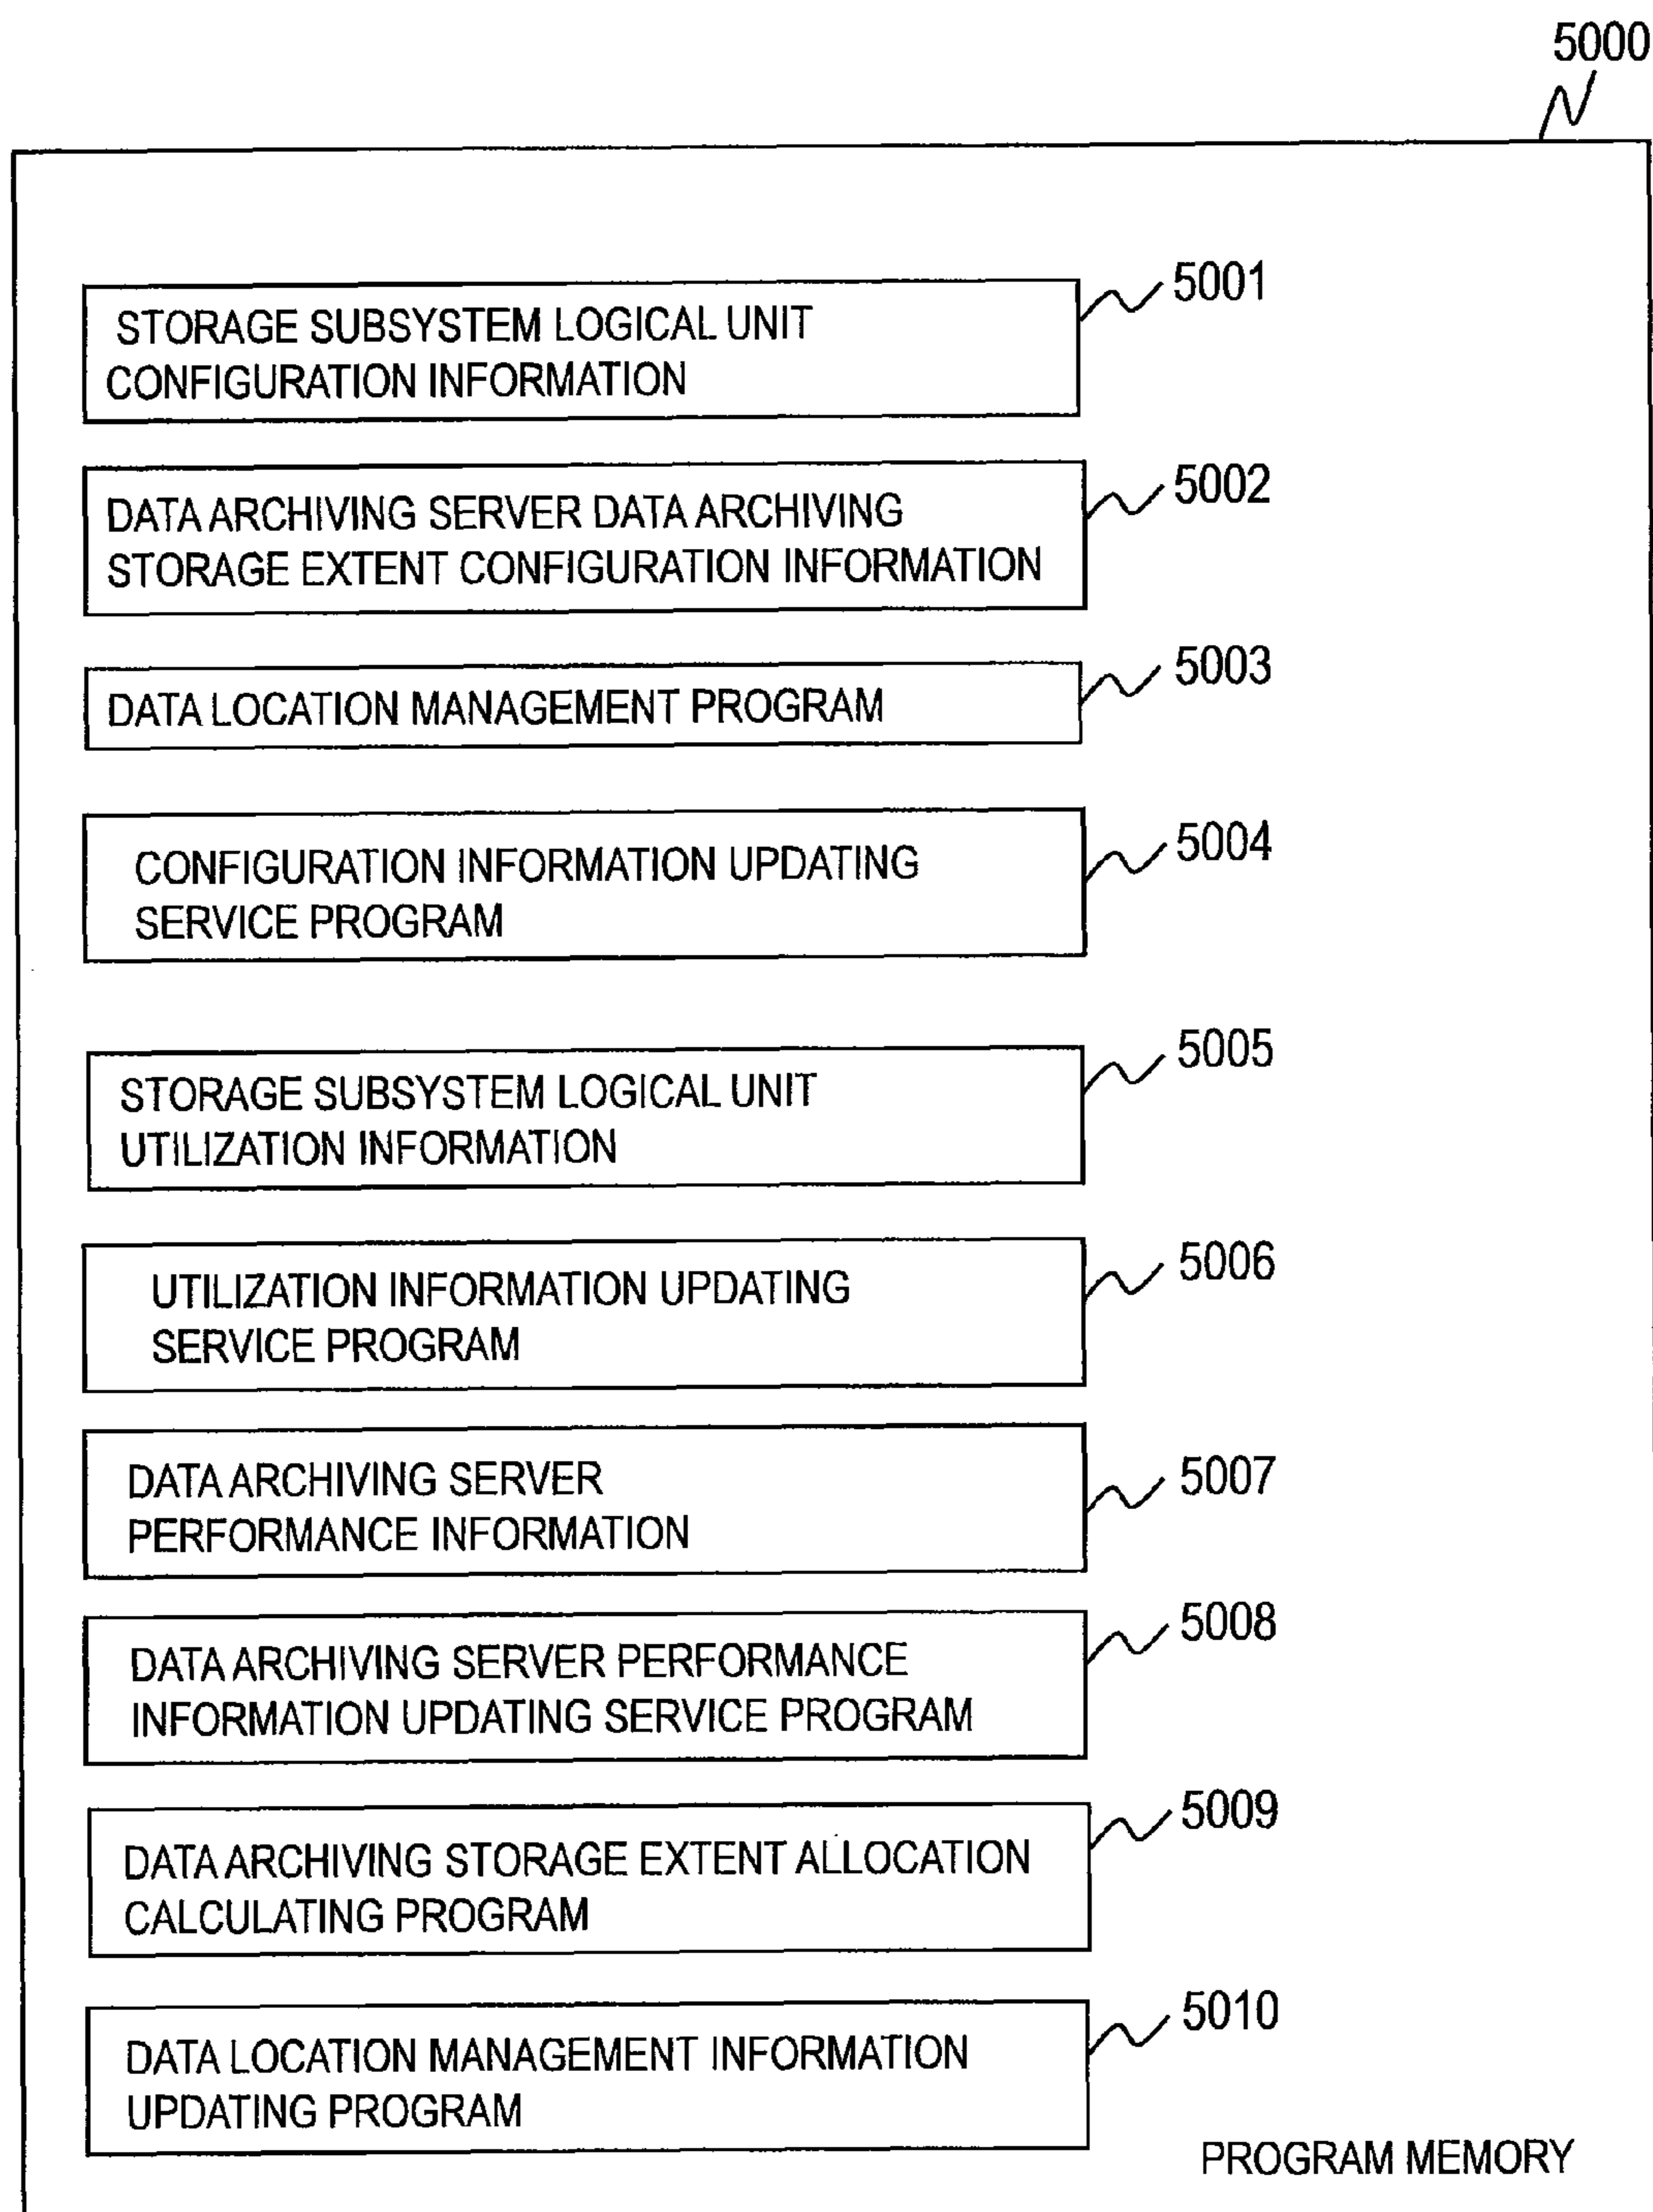 5000
5001
STORAGE SUBSYSTEM LOGICAL UNIT
CONFIGURATION INFORMATION
5002
DATA ARCHIVING SERVER DATA ARCHIVING
STORAGE EXTENT CONFIGURATION INFORMATION
5003
DATA LOCATION MANAGEMENT PROGRAM
5004
CONFIGURATION INFORMATION UPDATING
SERVICE PROGRAM
5005
STORAGE SUBSYSTEM LOGICAL UNIT
UTILIZATION INFORMATION
5006
UTILIZATION INFORMATION UPDATING
SERVICE PROGRAM
5007
DATA ARCHIVING SERVER
PERFORMANCE INFORMATION
5008
DATA ARCHIVING SERVER PERFORMANCE
INFORMATION UPDATING SERVICE PROGRAM
5009
DATA ARCHIVING STORAGE EXTENT ALLOCATION
CALCULATING PROGRAM
5010
DATA LOCATION MANAGEMENT INFORMATION
UPDATING PROGRAM
PROGRAM MEMORY